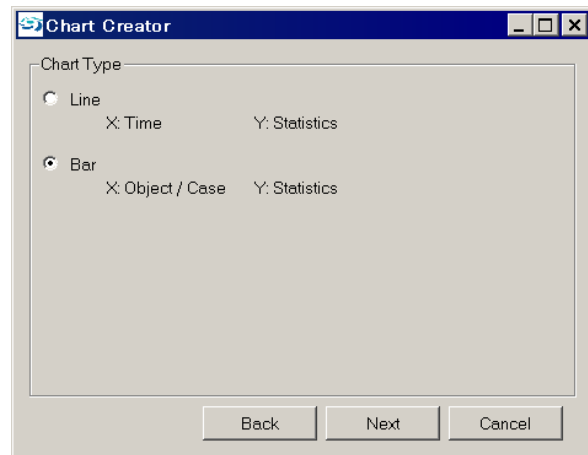 Chart Creator
Chart Type
Line
X: Time Y: Statistics
Bar
X: Object / Case Y: Statistics
Back Next Cancel